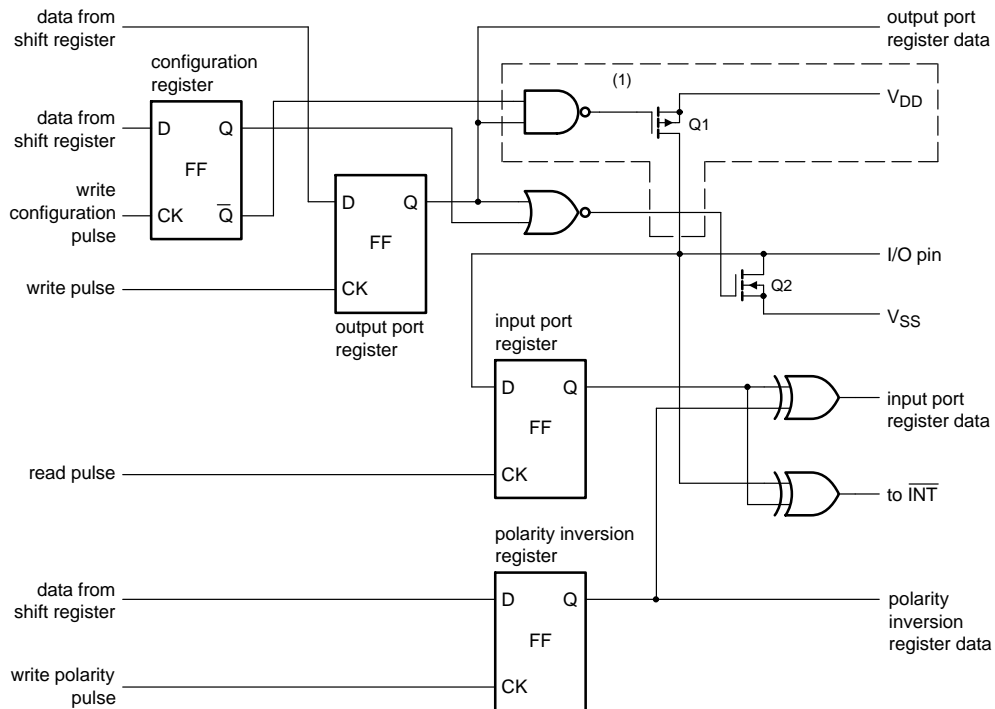 data from
shift register
output port
register data
configuration
register
(1)
V_DD
Q1
data from
shift register
D
Q
FF
write
configuration
pulse
CK
Q̅
D
Q
FF
I/O pin
Q2
write pulse
CK
V_SS
output port
register
input port
register
D
Q
input port
register data
FF
read pulse
CK
to I̅N̅T̅
polarity inversion
register
data from
shift register
D
Q
polarity
inversion
register data
FF
write polarity
pulse
CK